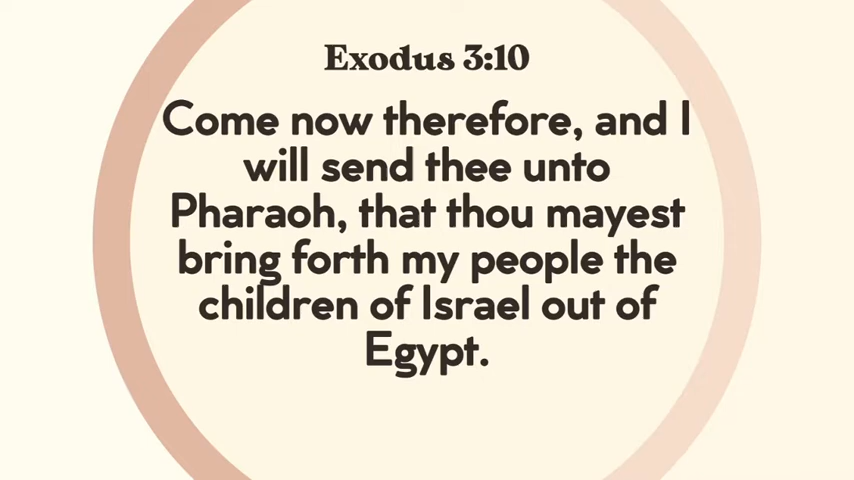 Exodus 3:10
Come now therefore, and I
will send thee unto
Pharaoh, that thou mayest
bring forth my people the
children of Israel out of
Egypt.